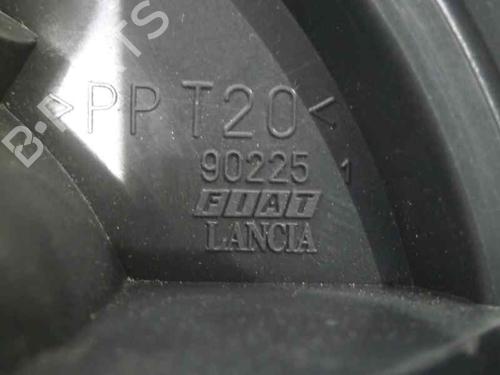 B-PARTS
>PP T20<
90225 1
FIAT
LANCIA